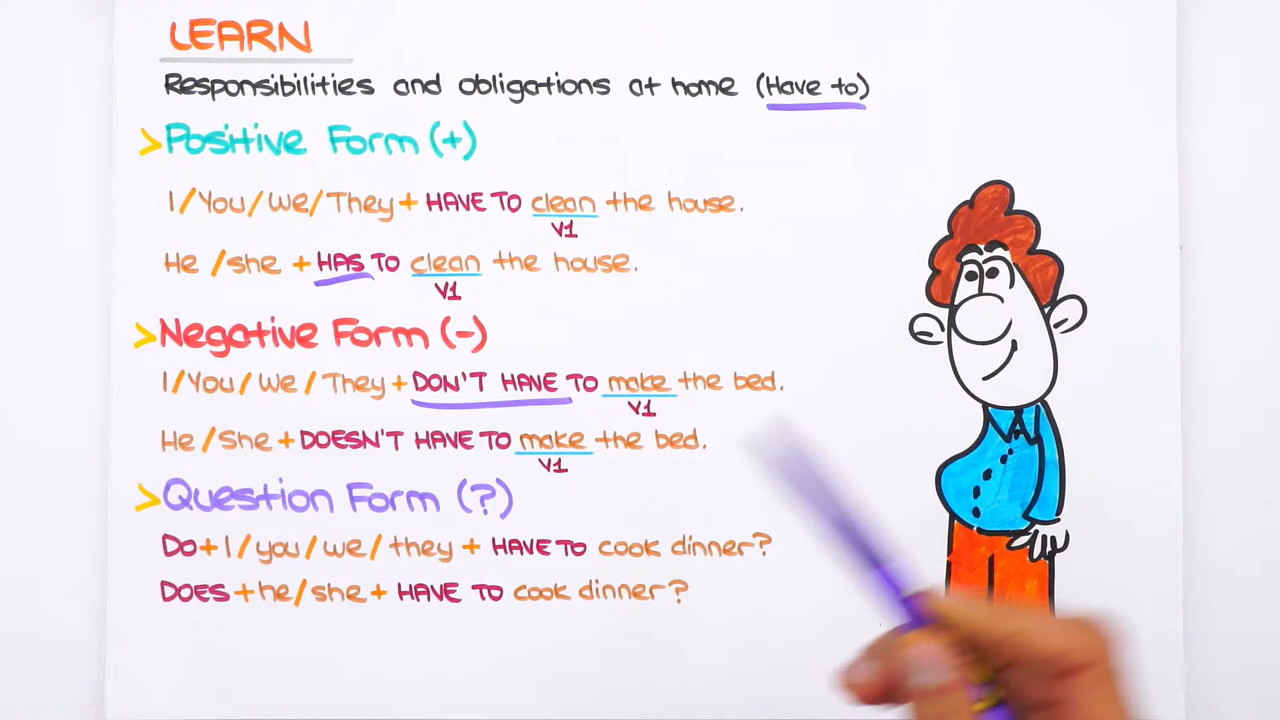 LEARN
Responsibilities and obligations at home (Have to)
>Positive Form (+)
I/You/We/They + HAVE TO clean the house.
V1
He /she + HAS TO clean the house.
V1
>Negative Form (-)
I/You/We/They + DON'T HAVE TO make the bed.
V1
He/She + DOESN'T HAVE TO make the bed.
V1
>Question Form (?)
Do + I/you/we/they + HAVE TO cook dinner?
DOES + he/she + HAVE TO cook dinner?